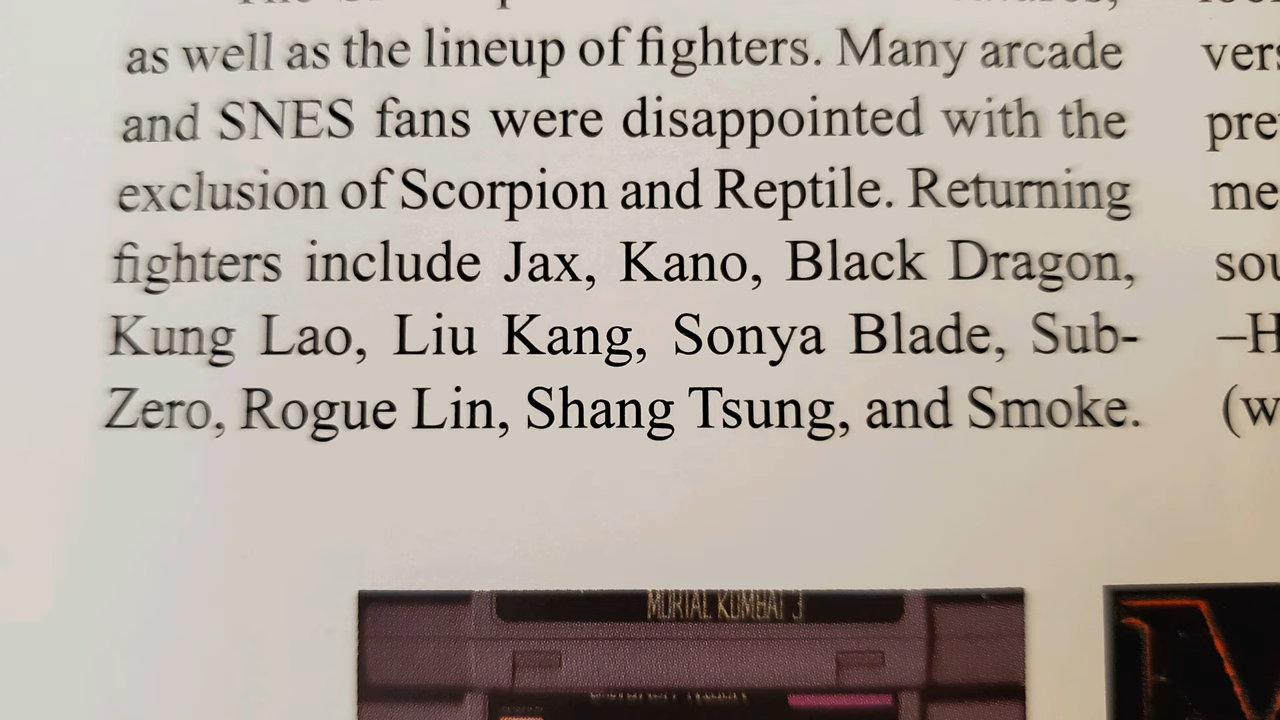 as well as the lineup of fighters. Many arcade
and SNES fans were disappointed with the
exclusion of Scorpion and Reptile. Returning
fighters include Jax, Kano, Black Dragon,
Kung Lao, Liu Kang, Sonya Blade, Sub-
Zero, Rogue Lin, Shang Tsung, and Smoke.
MORTAL KOMBAT 3